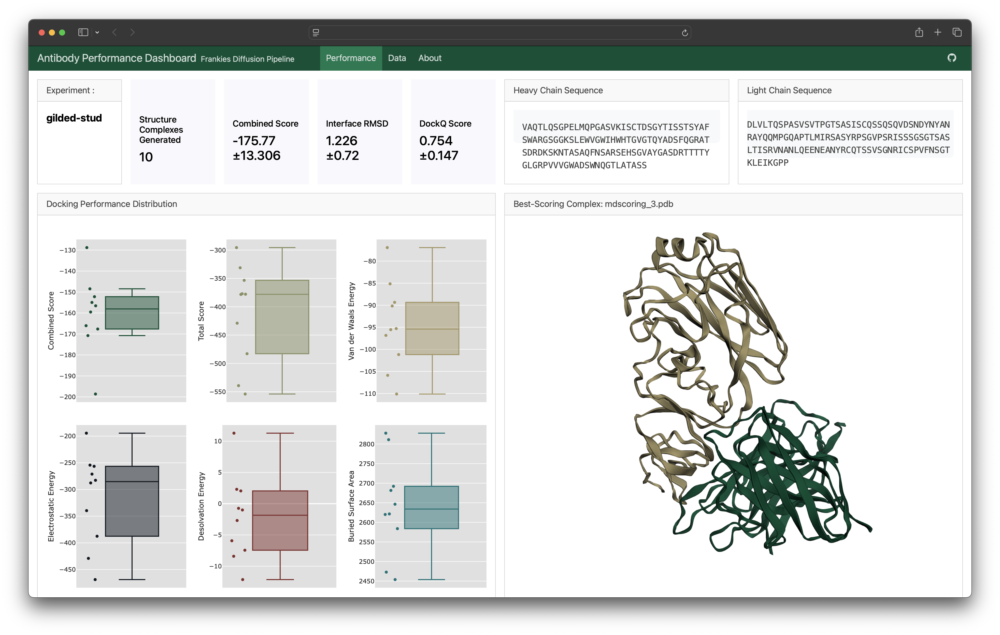 Antibody Performance Dashboard Frankies Diffusion Pipeline Performance Data About
Experiment :
gilded-stud
Structure
Complexes
Generated
10
Combined Score
-175.77
±13.306
Interface RMSD
1.226
±0.72
DockQ Score
0.754
±0.147
Heavy Chain Sequence
VAQTLQSGPELMQPGASVKISCTDSGYTISSTSYAF
SWARGSGGKSLEWVGWIHWHTGVGTQYADSFQGRAT
SDRDKSKNTASAQFNSARSEHSGVAYGASDRTTTTY
GLGRPVVVGWADSWNQGTLATASS
Light Chain Sequence
DLVLTQSPASVSVTPGTSASISCQSSQSQVDSNDYNYAN
RAYQQMPGQAPTLMIRSASYRPSGVPSRISSSGSGTSAS
LTISRVNANLQEENEANYRCQTSSVSGNRICSPVFNSGT
KLEIKGPP
Docking Performance Distribution
Combined Score
−130
−140
−150
−160
−170
−180
−190
−200
Total Score
−300
−350
−400
−450
−500
−550
Van der Waals Energy
−80
−85
−90
−95
−100
−105
−110
Electrostatic Energy
−200
−250
−300
−350
−400
−450
Desolvation Energy
10
5
0
−5
−10
Buried Surface Area
2800
2750
2700
2650
2600
2550
2500
2450
Best-Scoring Complex: mdscoring_3.pdb